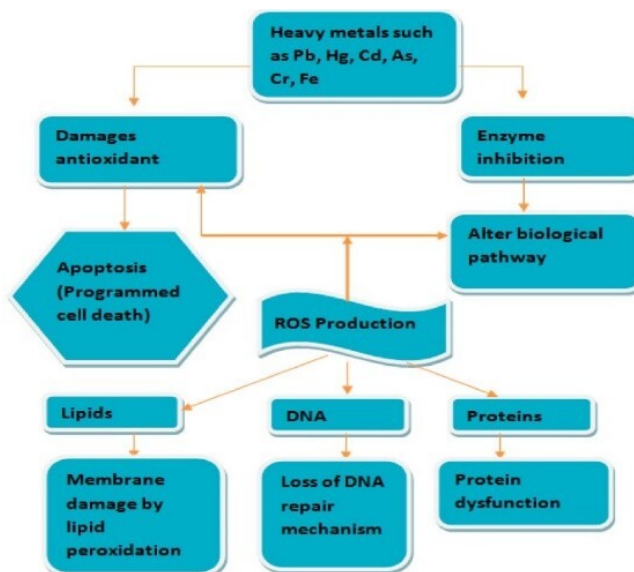 Heavy metals such
as Pb, Hg, Cd, As,
Cr, Fe
Damages
antioxidant
Enzyme
inhibition
Apoptosis
(Programmed
cell death)
Alter biological
pathway
ROS Production
Lipids
DNA
Proteins
Membrane
damage by
lipid
peroxidation
Loss of DNA
repair
mechanism
Protein
dysfunction